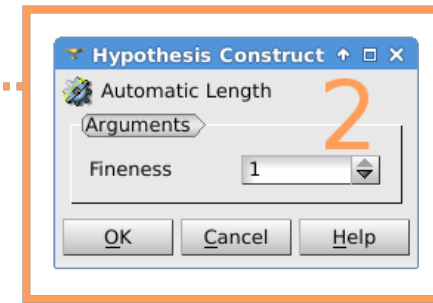 Hypothesis Construct
Automatic Length
2
Arguments
Fineness 1
OK Cancel Help